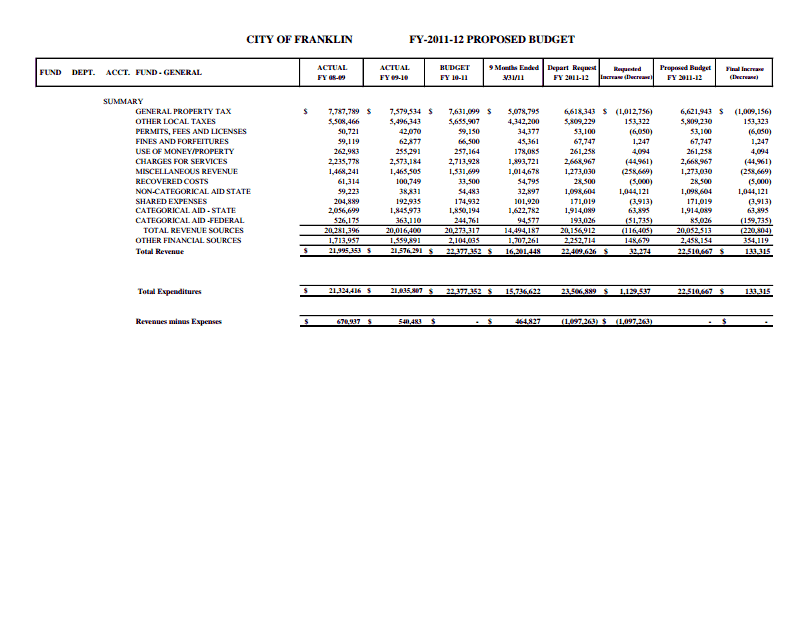 CITY OF FRANKLIN FY-2011-12 PROPOSED BUDGET
FUND DEPT. ACCT. FUND - GENERAL ACTUAL FY 08-09 ACTUAL FY 09-10 BUDGET FY 10-11 9 Months Ended 3/31/11 Depart Request FY 2011-12 Requested Increase (Decrease) Proposed Budget FY 2011-12 Final Increase (Decrease)
SUMMARY
GENERAL PROPERTY TAX $ 7,787,789 $ 7,579,534 $ 7,631,099 $ 5,078,795 6,618,343 $ (1,012,756) 6,621,943 $ (1,009,156)
OTHER LOCAL TAXES 5,508,466 5,496,343 5,655,907 4,342,200 5,809,229 153,322 5,809,230 153,323
PERMITS, FEES AND LICENSES 50,721 42,070 59,150 34,377 53,100 (6,050) 53,100 (6,050)
FINES AND FORFEITURES 59,119 62,877 66,500 45,361 67,747 1,247 67,747 1,247
USE OF MONEY/PROPERTY 262,983 255,291 257,164 178,085 261,258 4,094 261,258 4,094
CHARGES FOR SERVICES 2,235,778 2,573,184 2,713,928 1,893,721 2,668,967 (44,961) 2,668,967 (44,961)
MISCELLANEOUS REVENUE 1,468,241 1,465,505 1,531,699 1,014,678 1,273,030 (258,669) 1,273,030 (258,669)
RECOVERED COSTS 61,314 100,749 33,500 54,795 28,500 (5,000) 28,500 (5,000)
NON-CATEGORICAL AID STATE 59,223 38,831 54,483 32,897 1,098,604 1,044,121 1,098,604 1,044,121
SHARED EXPENSES 204,889 192,935 174,932 101,920 171,019 (3,913) 171,019 (3,913)
CATEGORICAL AID - STATE 2,056,699 1,845,973 1,850,194 1,622,782 1,914,089 63,895 1,914,089 63,895
CATEGORICAL AID -FEDERAL 526,175 363,110 244,761 94,577 193,026 (51,735) 85,026 (159,735)
TOTAL REVENUE SOURCES 20,281,396 20,016,400 20,273,317 14,494,187 20,156,912 (116,405) 20,052,513 (220,804)
OTHER FINANCIAL SOURCES 1,713,957 1,559,891 2,104,035 1,707,261 2,252,714 148,679 2,458,154 354,119
Total Revenue $ 21,995,353 $ 21,576,291 $ 22,377,352 $ 16,201,448 22,409,626 $ 32,274 22,510,667 $ 133,315
Total Expenditures $ 21,324,416 $ 21,035,807 $ 22,377,352 $ 15,736,622 23,506,889 $ 1,129,537 22,510,667 $ 133,315
Revenues minus Expenses $ 670,937 $ 540,483 $ - $ 464,827 (1,097,263) $ (1,097,263) - $ -